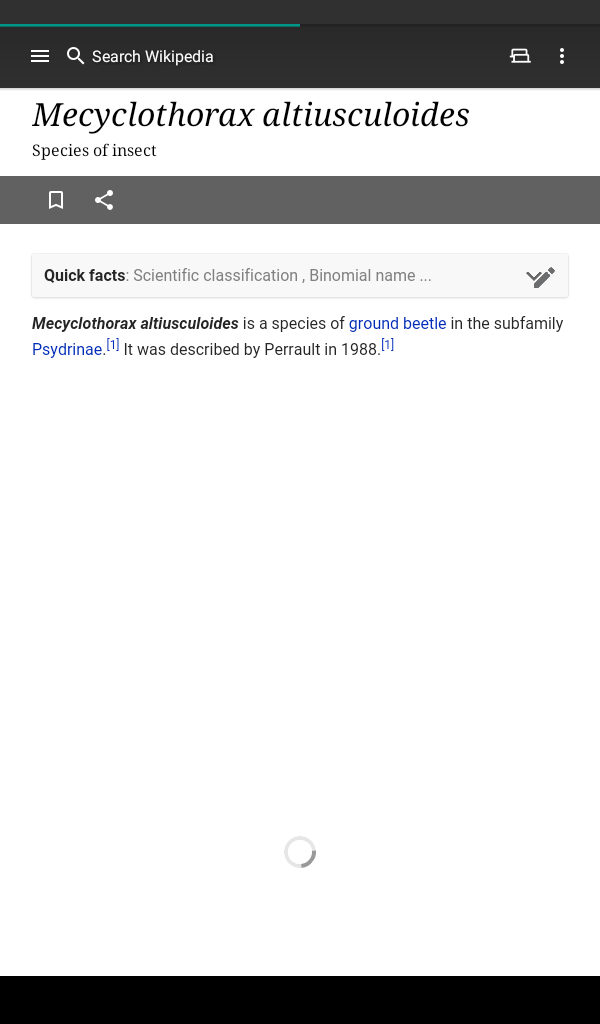 Search Wikipedia
Mecyclothorax altiusculoides
Species of insect
Quick facts: Scientific classification , Binomial name ...
Mecyclothorax altiusculoides is a species of ground beetle in the subfamily
Psydrinae.[1] It was described by Perrault in 1988.[1]